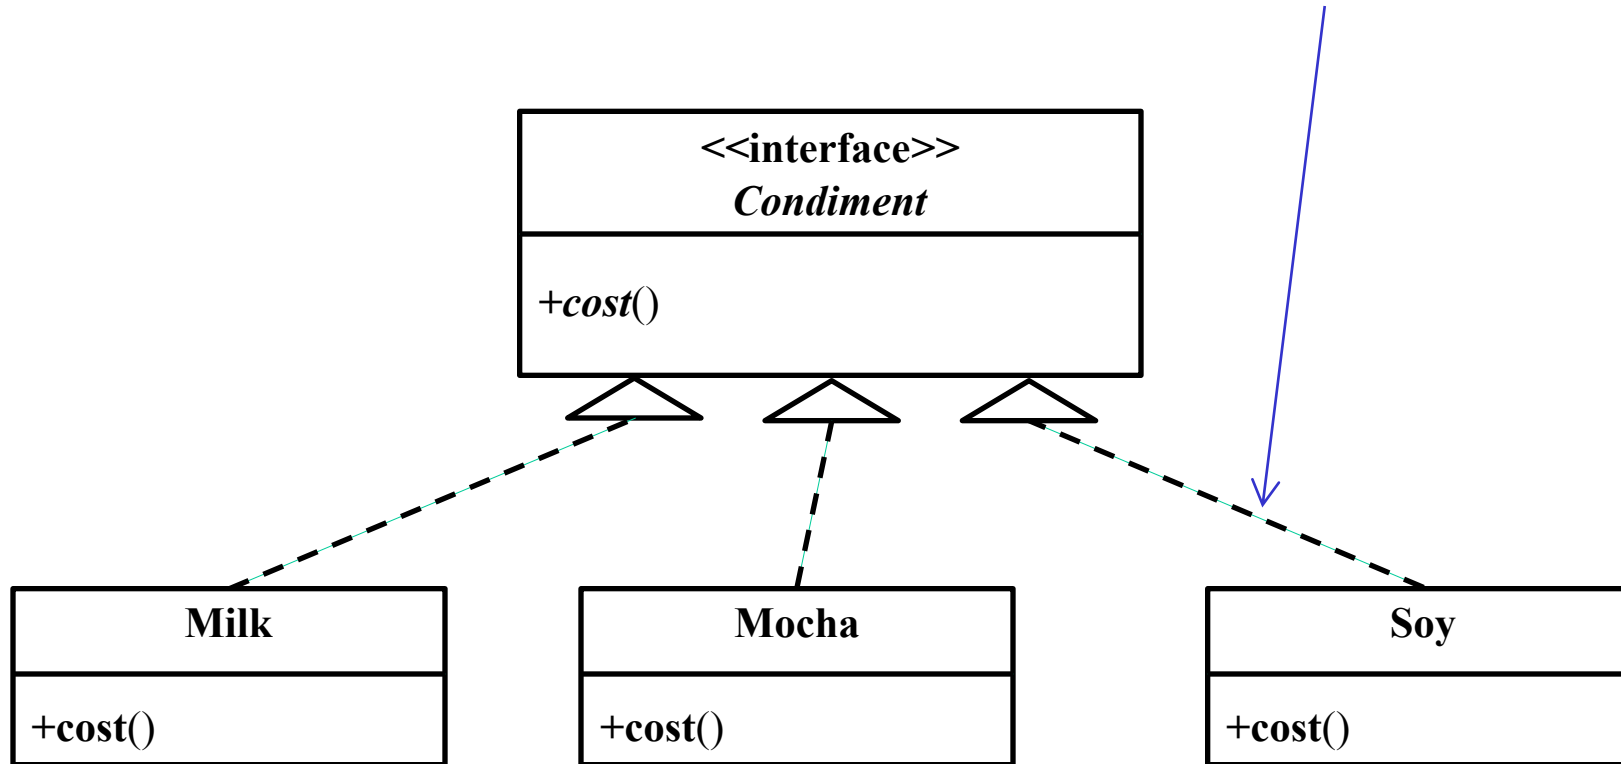 <<interface>>
Condiment
+cost()
Milk
Mocha
Soy
+cost()
+cost()
+cost()